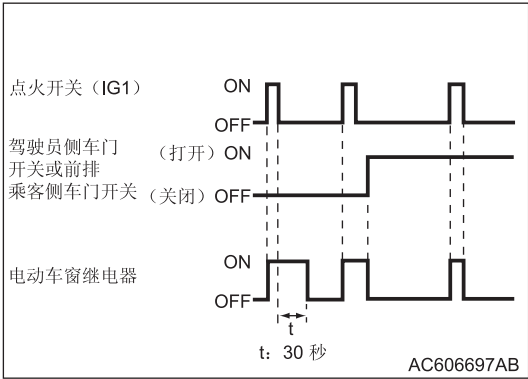 点火开关（IG1）
ON
OFF
驾驶员侧车门
开关或前排
乘客侧车门开关
（打开）ON
（关闭）OFF
电动车窗继电器
ON
OFF
t
t：30 秒
AC606697AB